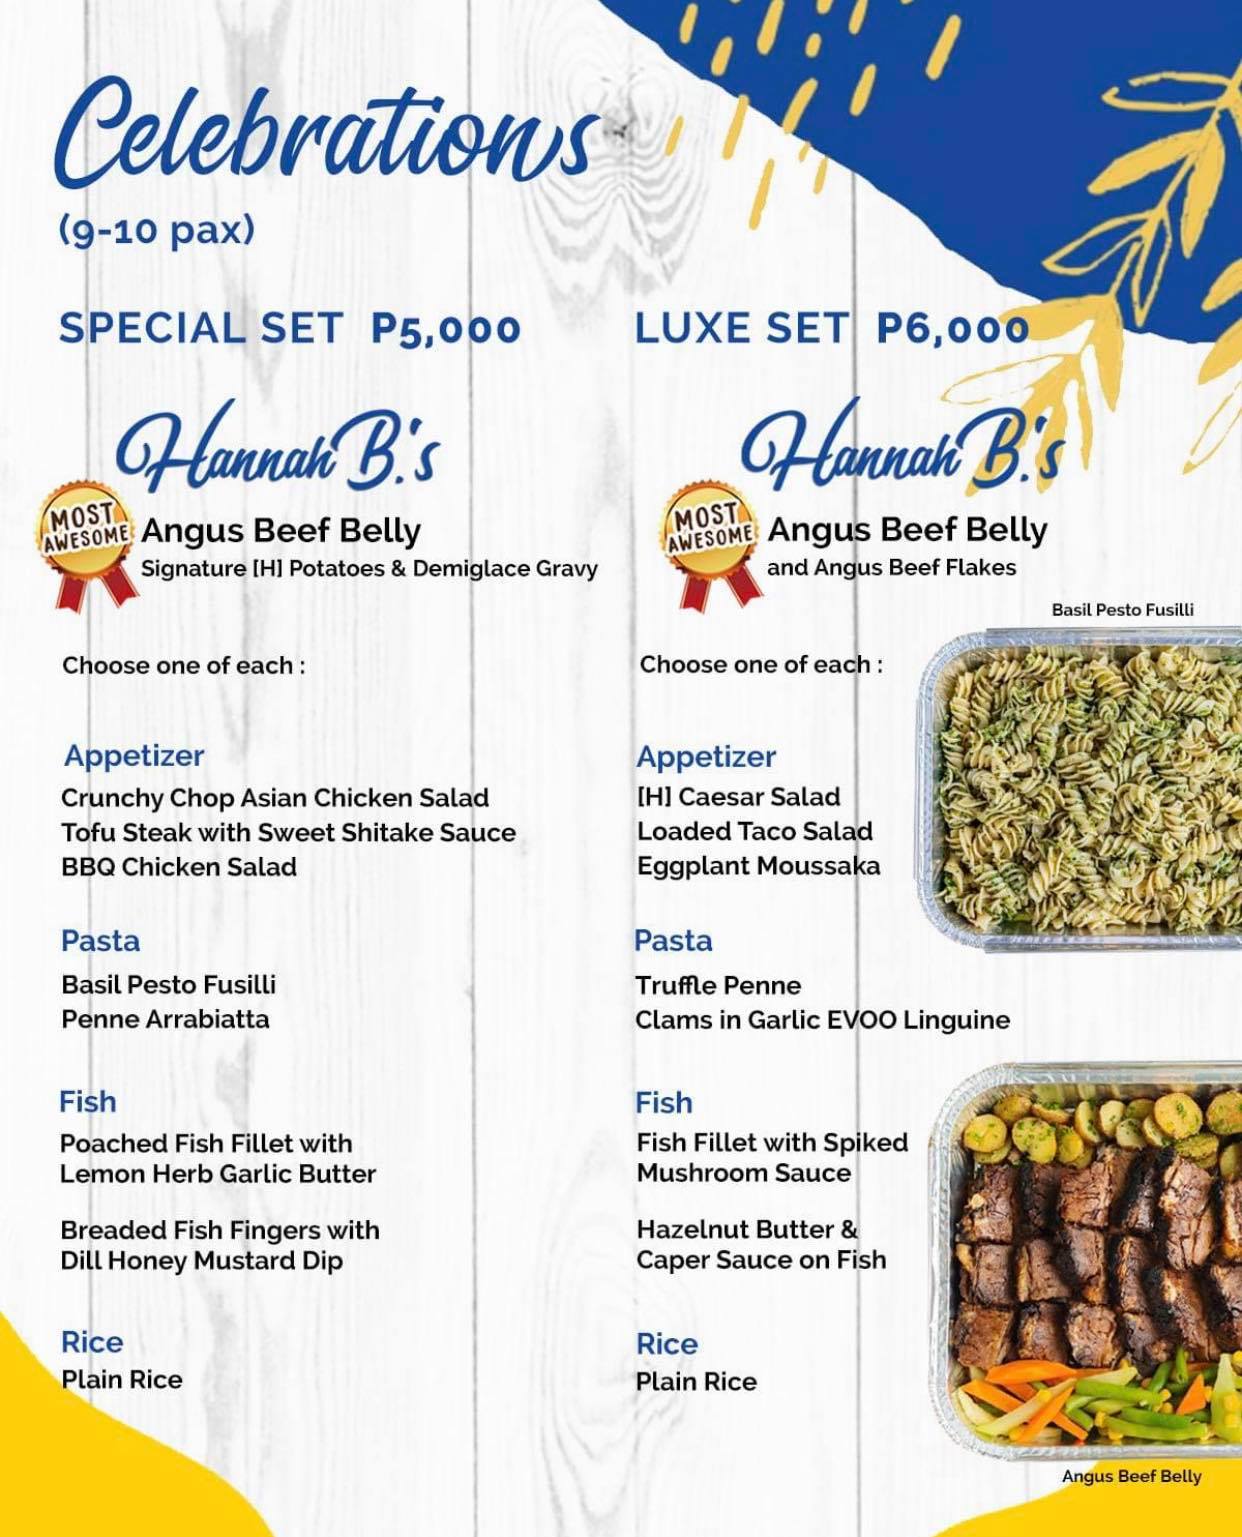 Celebrations
(9-10 pax)
SPECIAL SET P5,000
Hannah B.'s
MOST
AWESOME
Angus Beef Belly
Signature [H] Potatoes & Demiglace Gravy
Choose one of each :
Appetizer
Crunchy Chop Asian Chicken Salad
Tofu Steak with Sweet Shitake Sauce
BBQ Chicken Salad
Pasta
Basil Pesto Fusilli
Penne Arrabiatta
Fish
Poached Fish Fillet with
Lemon Herb Garlic Butter
Breaded Fish Fingers with
Dill Honey Mustard Dip
Rice
Plain Rice
LUXE SET P6,000
Hannah B.'s
MOST
AWESOME
Angus Beef Belly
and Angus Beef Flakes
Choose one of each :
Appetizer
[H] Caesar Salad
Loaded Taco Salad
Eggplant Moussaka
Pasta
Truffle Penne
Clams in Garlic EVOO Linguine
Fish
Fish Fillet with Spiked
Mushroom Sauce
Hazelnut Butter &
Caper Sauce on Fish
Rice
Plain Rice
Basil Pesto Fusilli
Angus Beef Belly